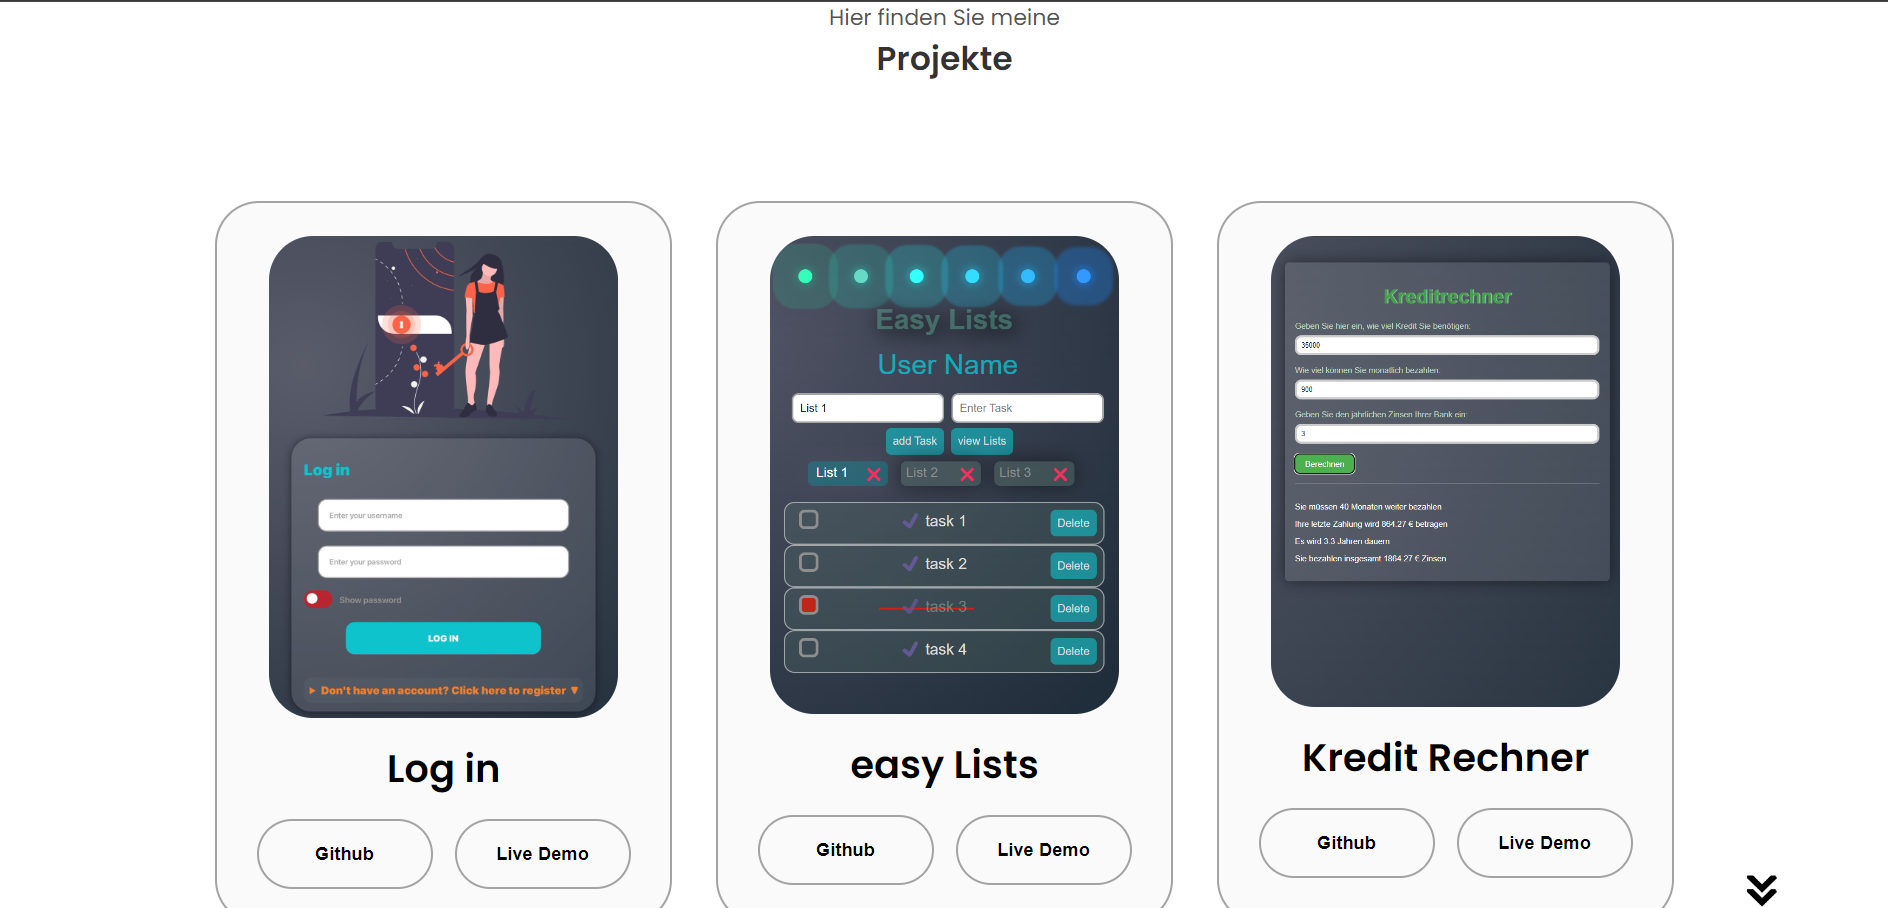 Hier finden Sie meine
Projekte
Log in
Enter your username
Enter your password
Show password
LOG IN
► Don't have an account? Click here to register ▼
Log in
Github
Live Demo
Easy Lists
User Name
List 1
Enter Task
add Task
view Lists
List 1
List 2
List 3
task 1
Delete
task 2
Delete
task 3
Delete
task 4
Delete
easy Lists
Github
Live Demo
Kreditrechner
Geben Sie hier ein, wie viel Kredit Sie benötigen:
35000
Wie viel können Sie monatlich bezahlen:
900
Geben Sie den jährlichen Zinsen Ihrer Bank ein:
3
Berechnen
Sie müssen 40 Monaten weiter bezahlen
Ihre letzte Zahlung wird 864.27 € betragen
Es wird 3.3 Jahren dauern
Sie bezahlen insgesamt 1864.27 € Zinsen
Kredit Rechner
Github
Live Demo